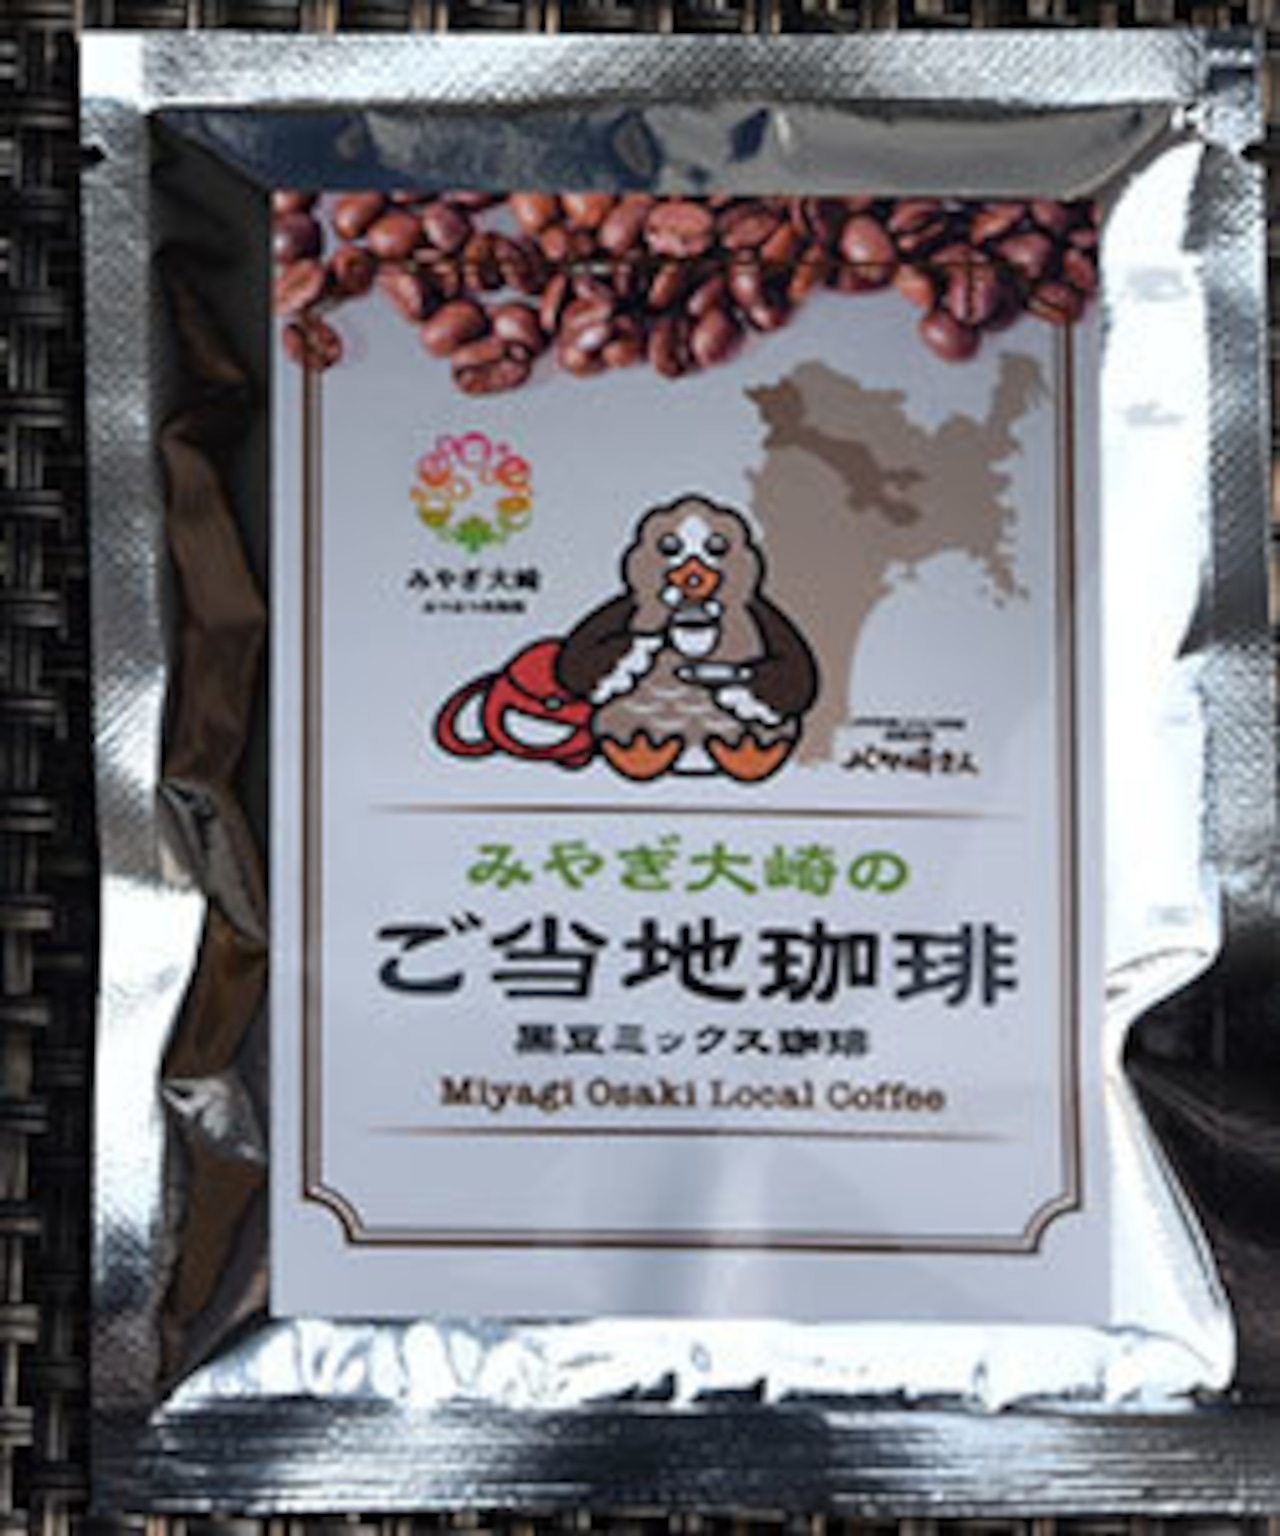 みやぎ大崎
みやぎ大崎の
ご当地珈琲
黒豆ミックス珈琲
Miyagi Osaki Local Coffee